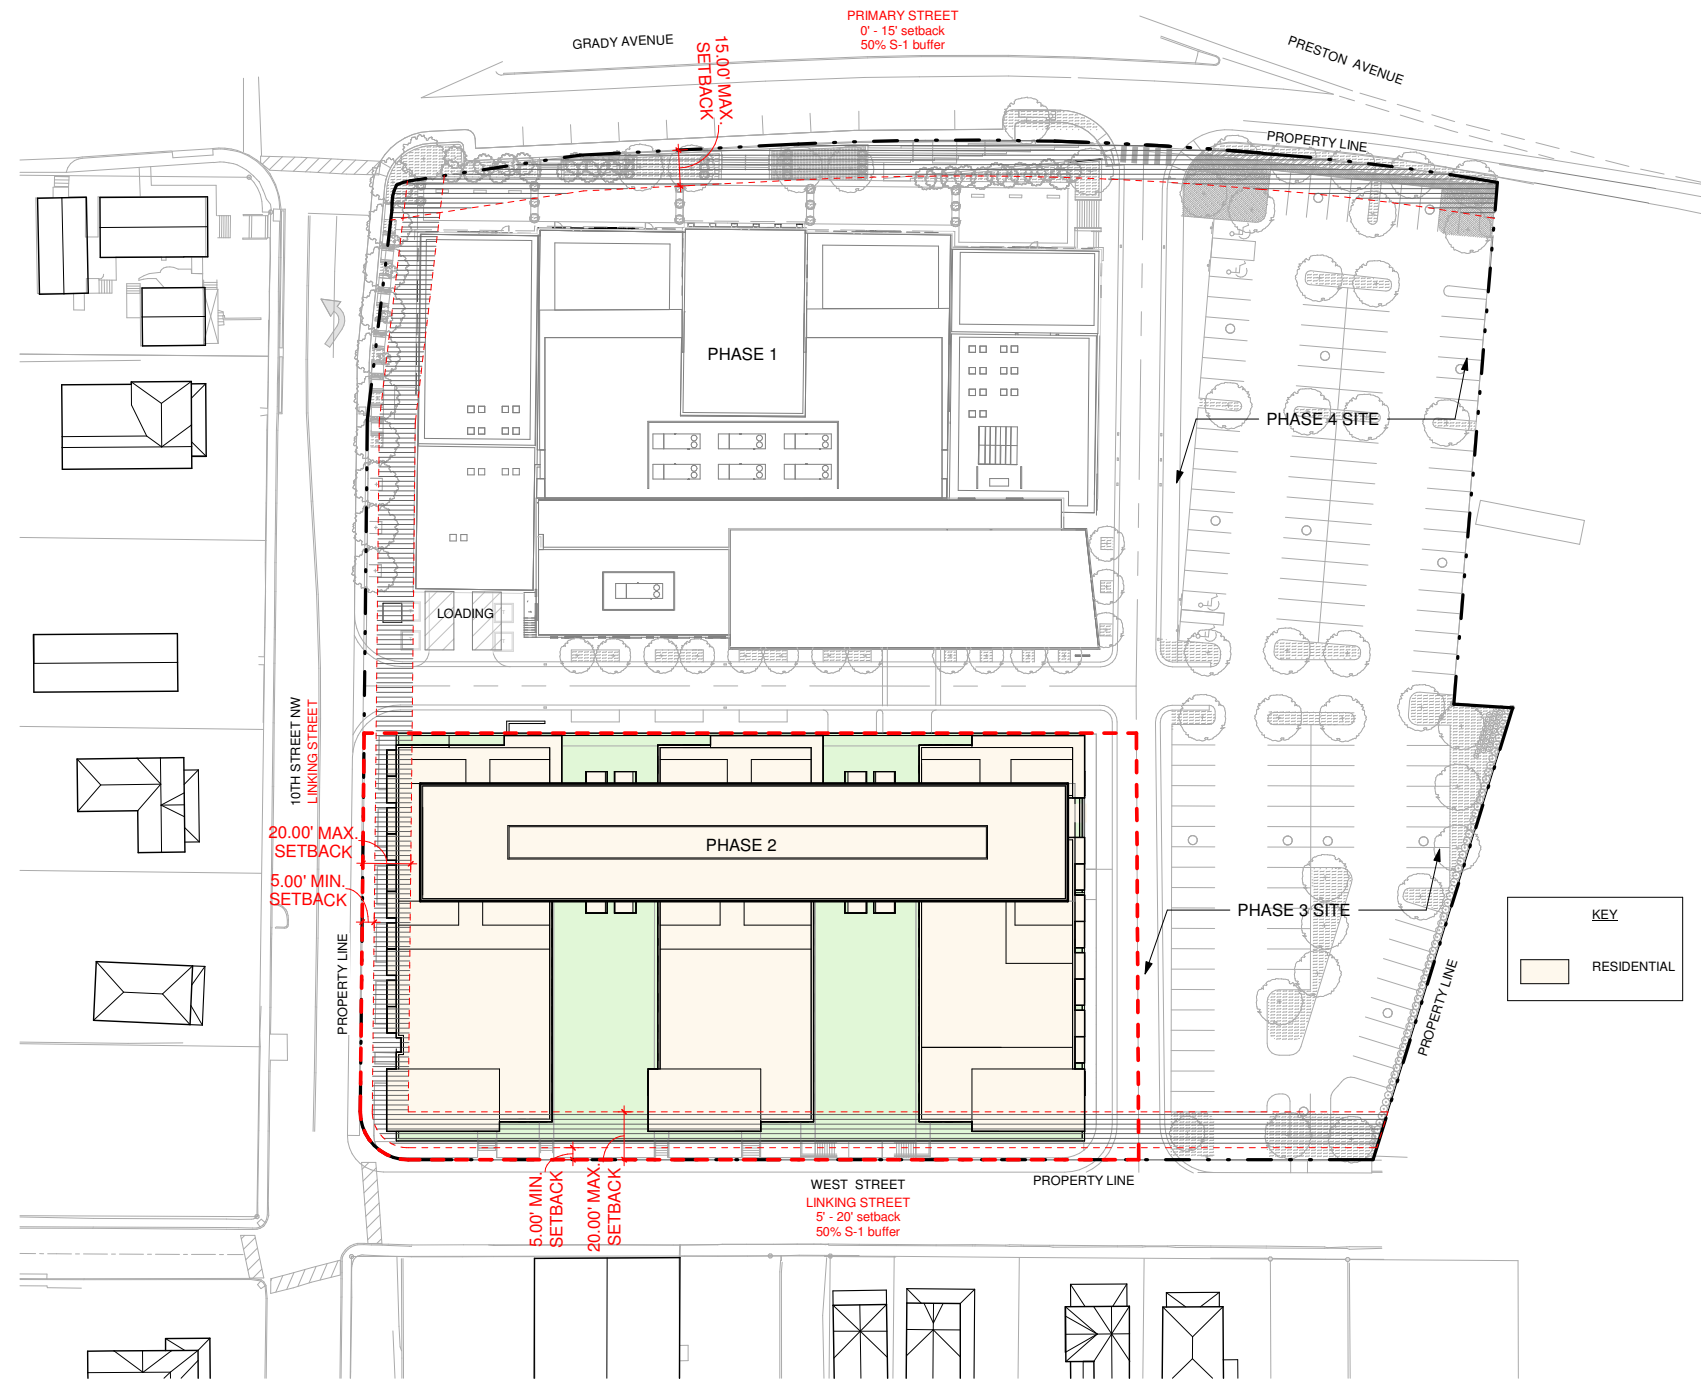 PRIMARY STREET
0' - 15' setback
50% S-1 buffer
GRADY AVENUE
PRESTON AVENUE
15.00' MAX.
SETBACK
PROPERTY LINE
PHASE 1
PHASE 4 SITE
LOADING
10TH STREET NW
LINKING STREET
20.00' MAX.
SETBACK
5.00' MIN.
SETBACK
PHASE 2
PHASE 3 SITE
KEY
RESIDENTIAL
PROPERTY LINE
PROPERTY LINE
5.00' MIN.
SETBACK
20.00' MAX.
SETBACK
WEST STREET
LINKING STREET
5' - 20' setback
50% S-1 buffer
PROPERTY LINE